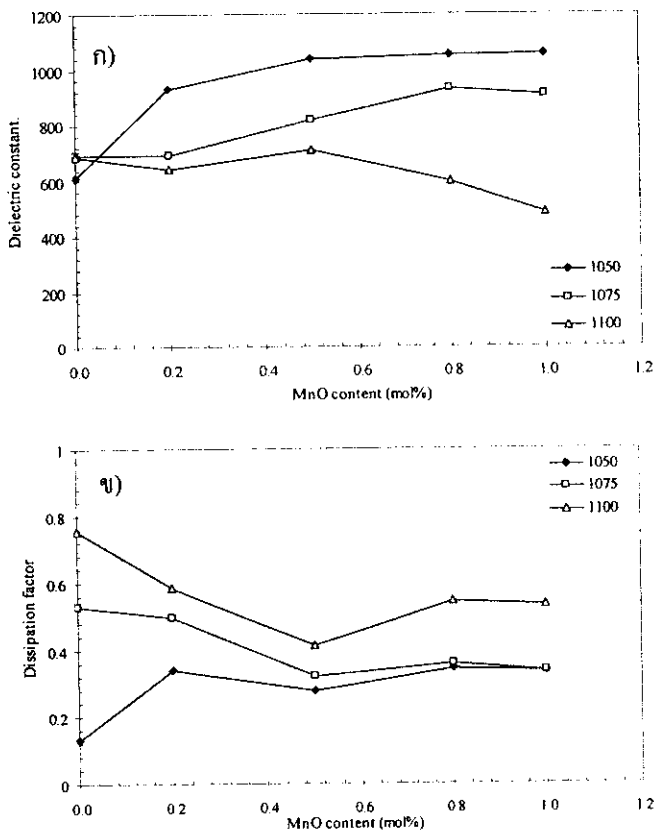 1200
ก)
1000
800
600
400
200
0
Dielectric constant.
1050
1075
1100
0.0 0.2 0.4 0.6 0.8 1.0 1.2
MnO content (mol%)
1
ข)
0.8
0.6
0.4
0.2
0
Dissipation factor
1050
1075
1100
0.0 0.2 0.4 0.6 0.8 1.0 1.2
MnO content (mol%)